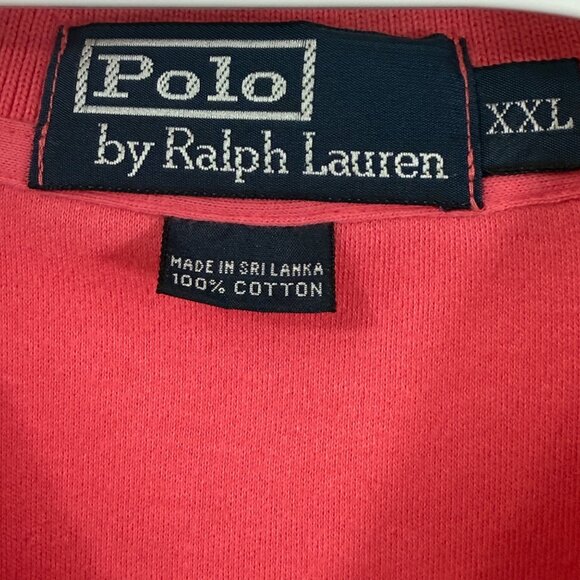 Polo
by Ralph Lauren
XXL
MADE IN SRI LANKA
100% COTTON